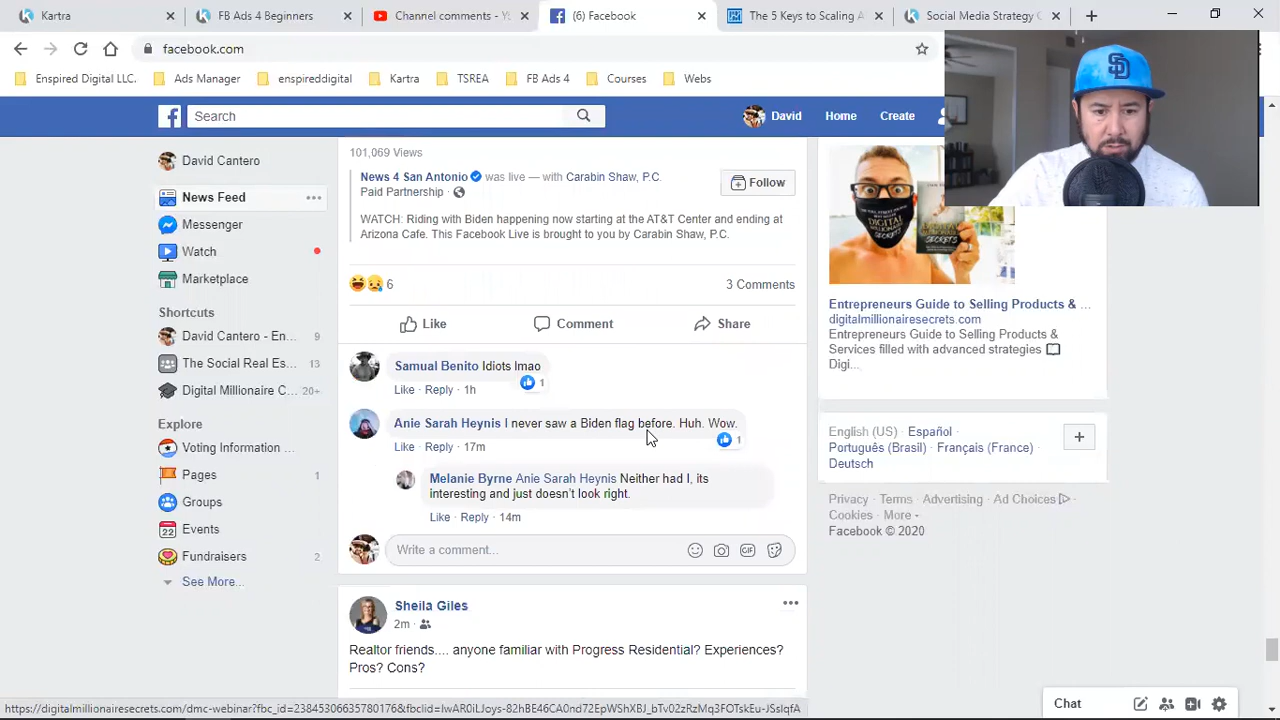 Kartra
FB Ads 4 Beginners
Channel comments - Y
(6) Facebook
The 5 Keys to Scaling A
Social Media Strategy C
facebook.com
Enspired Digital LLC.
Ads Manager
enspireddigital
Kartra
TSREA
FB Ads 4
Courses
Webs
Search
David
Home
Create
David Cantero
News Feed
Messenger
Watch
Marketplace
Shortcuts
David Cantero - En... 9
The Social Real Es... 13
Digital Millionaire C... 20+
Explore
Voting Information ...
Pages
Groups
22 Events
Fundraisers 2
See More...
101,069 Views
News 4 San Antonio was live — with Carabin Shaw, P.C.
Paid Partnership ·
Follow
WATCH: Riding with Biden happening now starting at the AT&T Center and ending at
Arizona Cafe. This Facebook Live is brought to you by Carabin Shaw, P.C.
6
3 Comments
Like
Comment
Share
Samual Benito Idiots lmao
1
Like · Reply · 1h
Anie Sarah Heynis I never saw a Biden flag before. Huh. Wow.
1
Like · Reply · 17m
Melanie Byrne Anie Sarah Heynis Neither had I, its
interesting and just doesn't look right.
Like · Reply · 14m
Write a comment...
GIF
Sheila Giles
2m ·
Realtor friends.... anyone familiar with Progress Residential? Experiences?
Pros? Cons?
SD
DIGITAL
MILLIONAIRE
SECRETS
Entrepreneurs Guide to Selling Products & ...
digitalmillionairesecrets.com
Entrepreneurs Guide to Selling Products &
Services filled with advanced strategies
Digi...
English (US) · Español ·
Português (Brasil) · Français (France) ·
Deutsch
Privacy · Terms · Advertising · Ad Choices ·
Cookies · More ·
Facebook © 2020
Chat